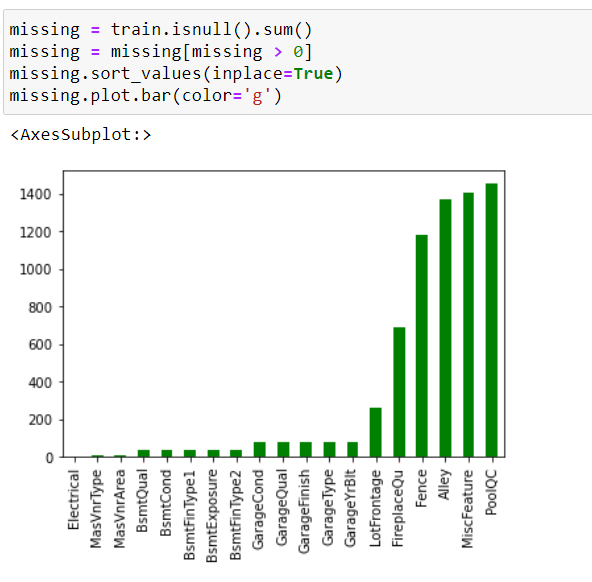 missing = train.isnull().sum()
missing = missing[missing > 0]
missing.sort_values(inplace=True)
missing.plot.bar(color='g')
<AxesSubplot:>
1400
1200
1000
800
600
400
200
0
Electrical
MasVnrType
MasVnrArea
BsmtQual
BsmtCond
BsmtFinType1
BsmtExposure
BsmtFinType2
GarageCond
GarageQual
GarageFinish
GarageType
GarageYrBlt
LotFrontage
FireplaceQu
Fence
Alley
MiscFeature
PoolQC